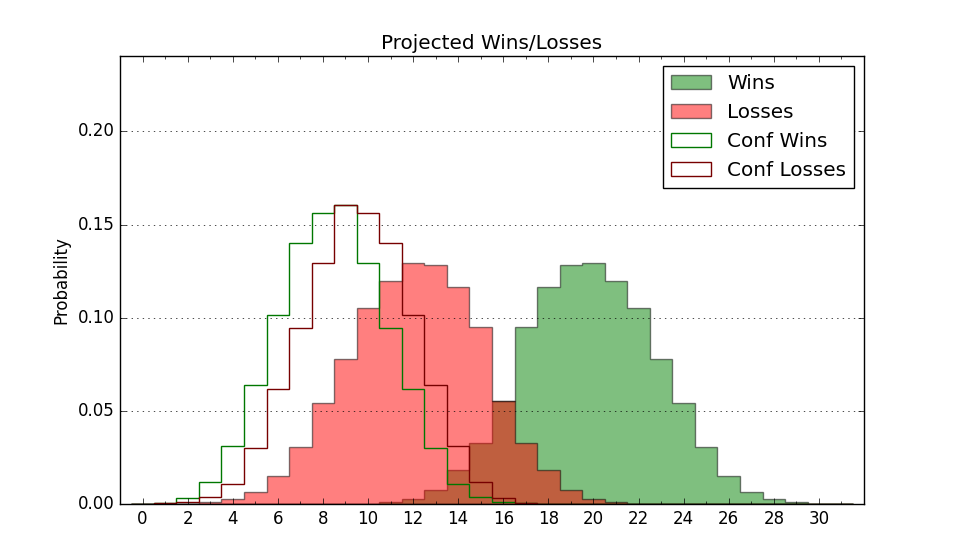 Projected Wins/Losses
Wins
Losses
Conf Wins
Conf Losses
Probability
0.20
0.15
0.10
0.05
0.00
0 2 4 6 8 10 12 14 16 18 20 22 24 26 28 30